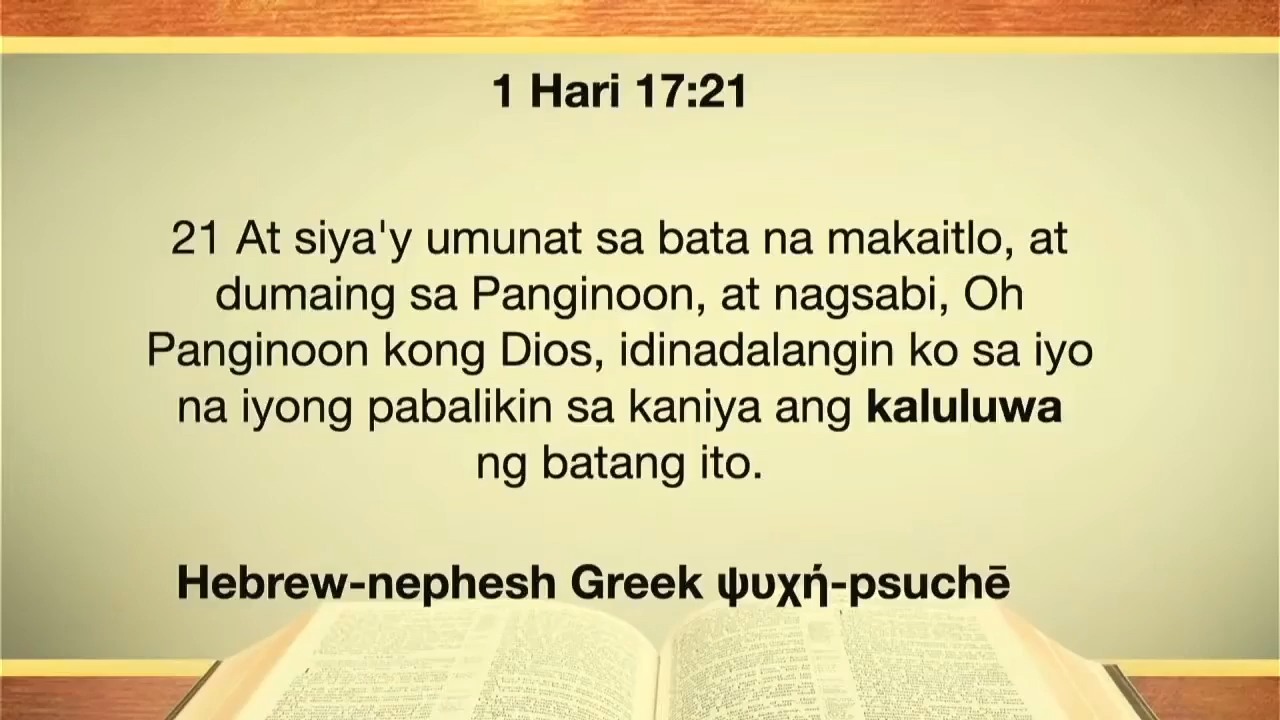 1 Hari 17:21
21 At siya'y umunat sa bata na makaitlo, at
dumaing sa Panginoon, at nagsabi, Oh
Panginoon kong Dios, idinadalangin ko sa iyo
na iyong pabalikin sa kaniya ang kaluluwa
ng batang ito.
Hebrew-nephesh Greek ψυχή-psuchē